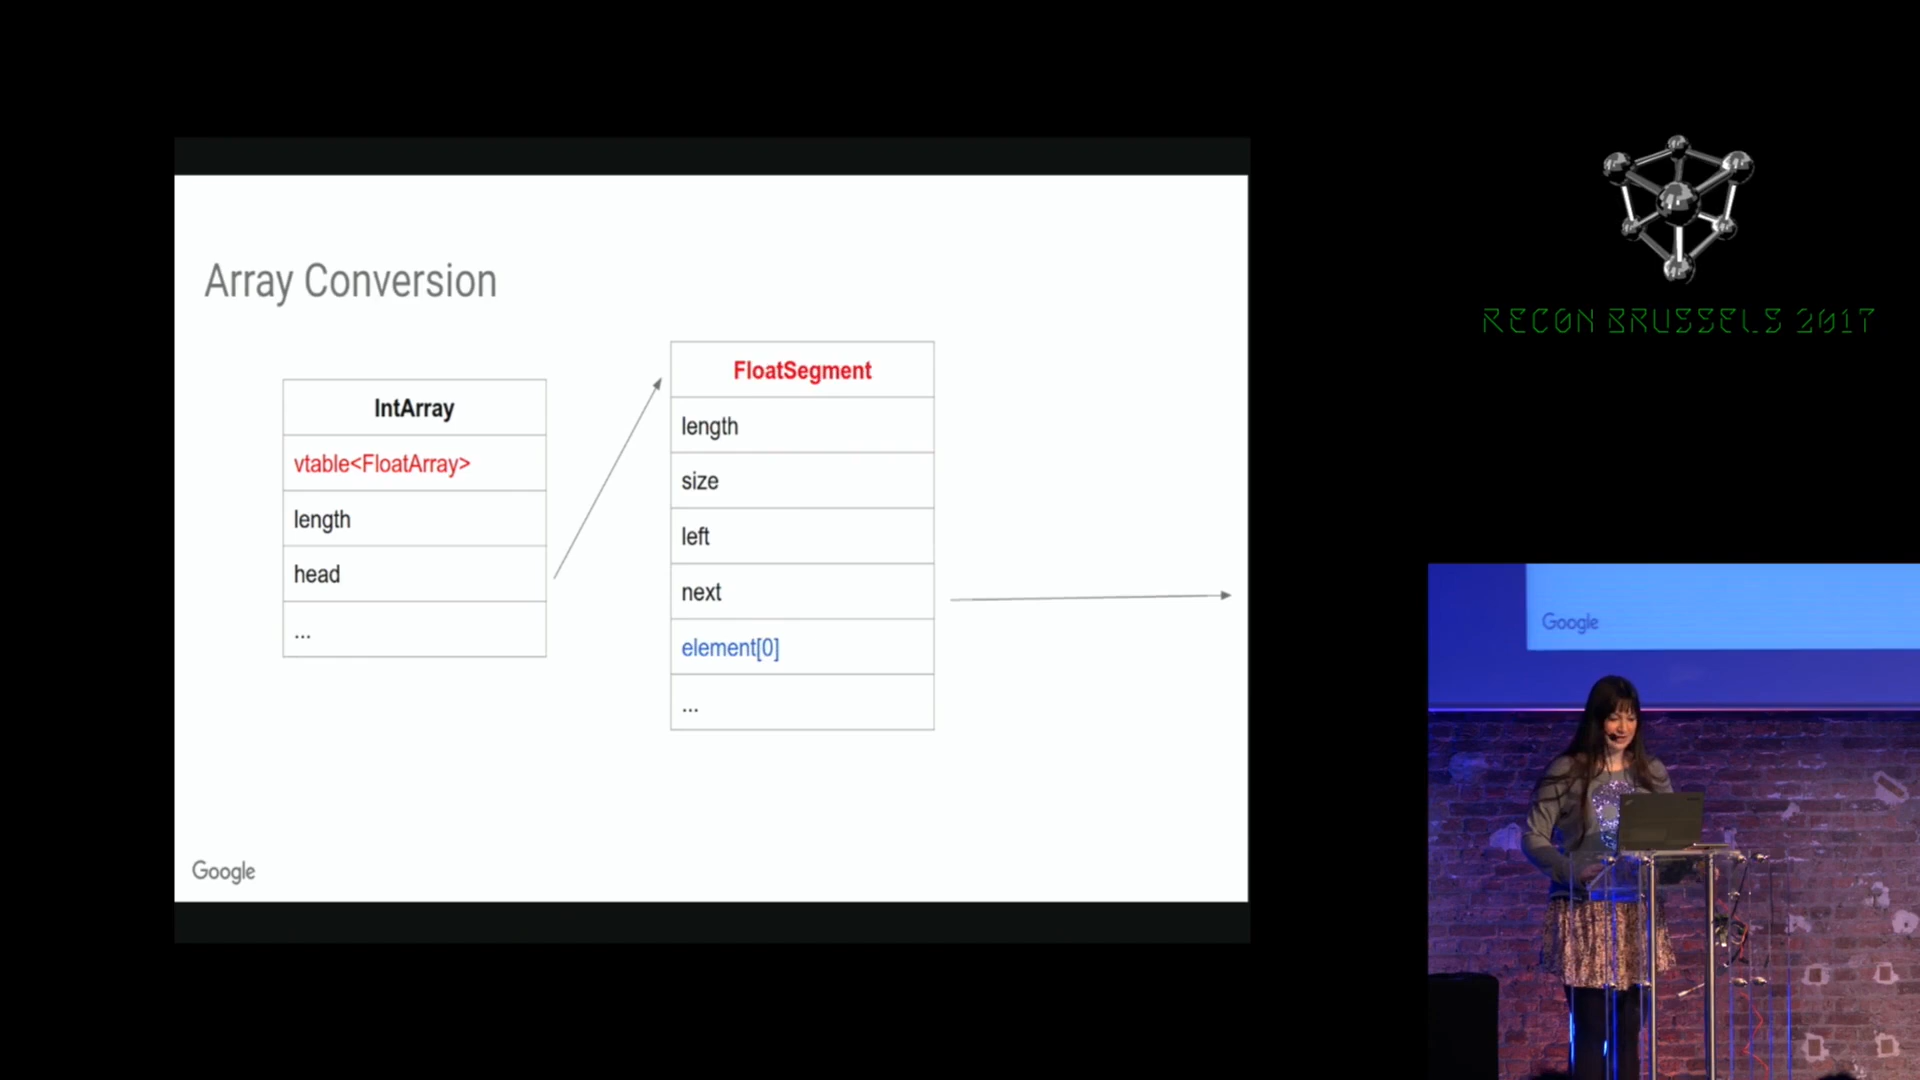 Array Conversion
IntArray
vtable<FloatArray>
length
head
...
FloatSegment
length
size
left
next
element[0]
...
Google
RECON BRUSSELS 2017
Google